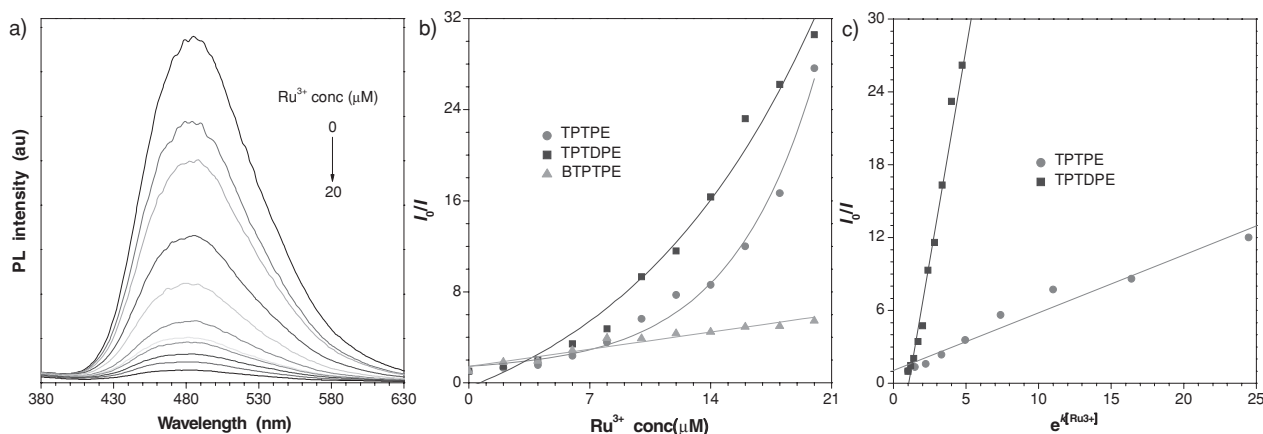 a)
Ru³⁺ conc (μM)
0
20
PL intensity (au)
380 430 480 530 580 630
Wavelength (nm)
b)
32
24
16
8
0
I₀/I
TPTPE
TPTDPE
BTPTPE
0 7 14 21
Ru³⁺ conc(μM)
c)
30
24
18
12
6
0
I₀/I
TPTPE
TPTDPE
0 5 10 15 20 25
e^k[Ru3+]